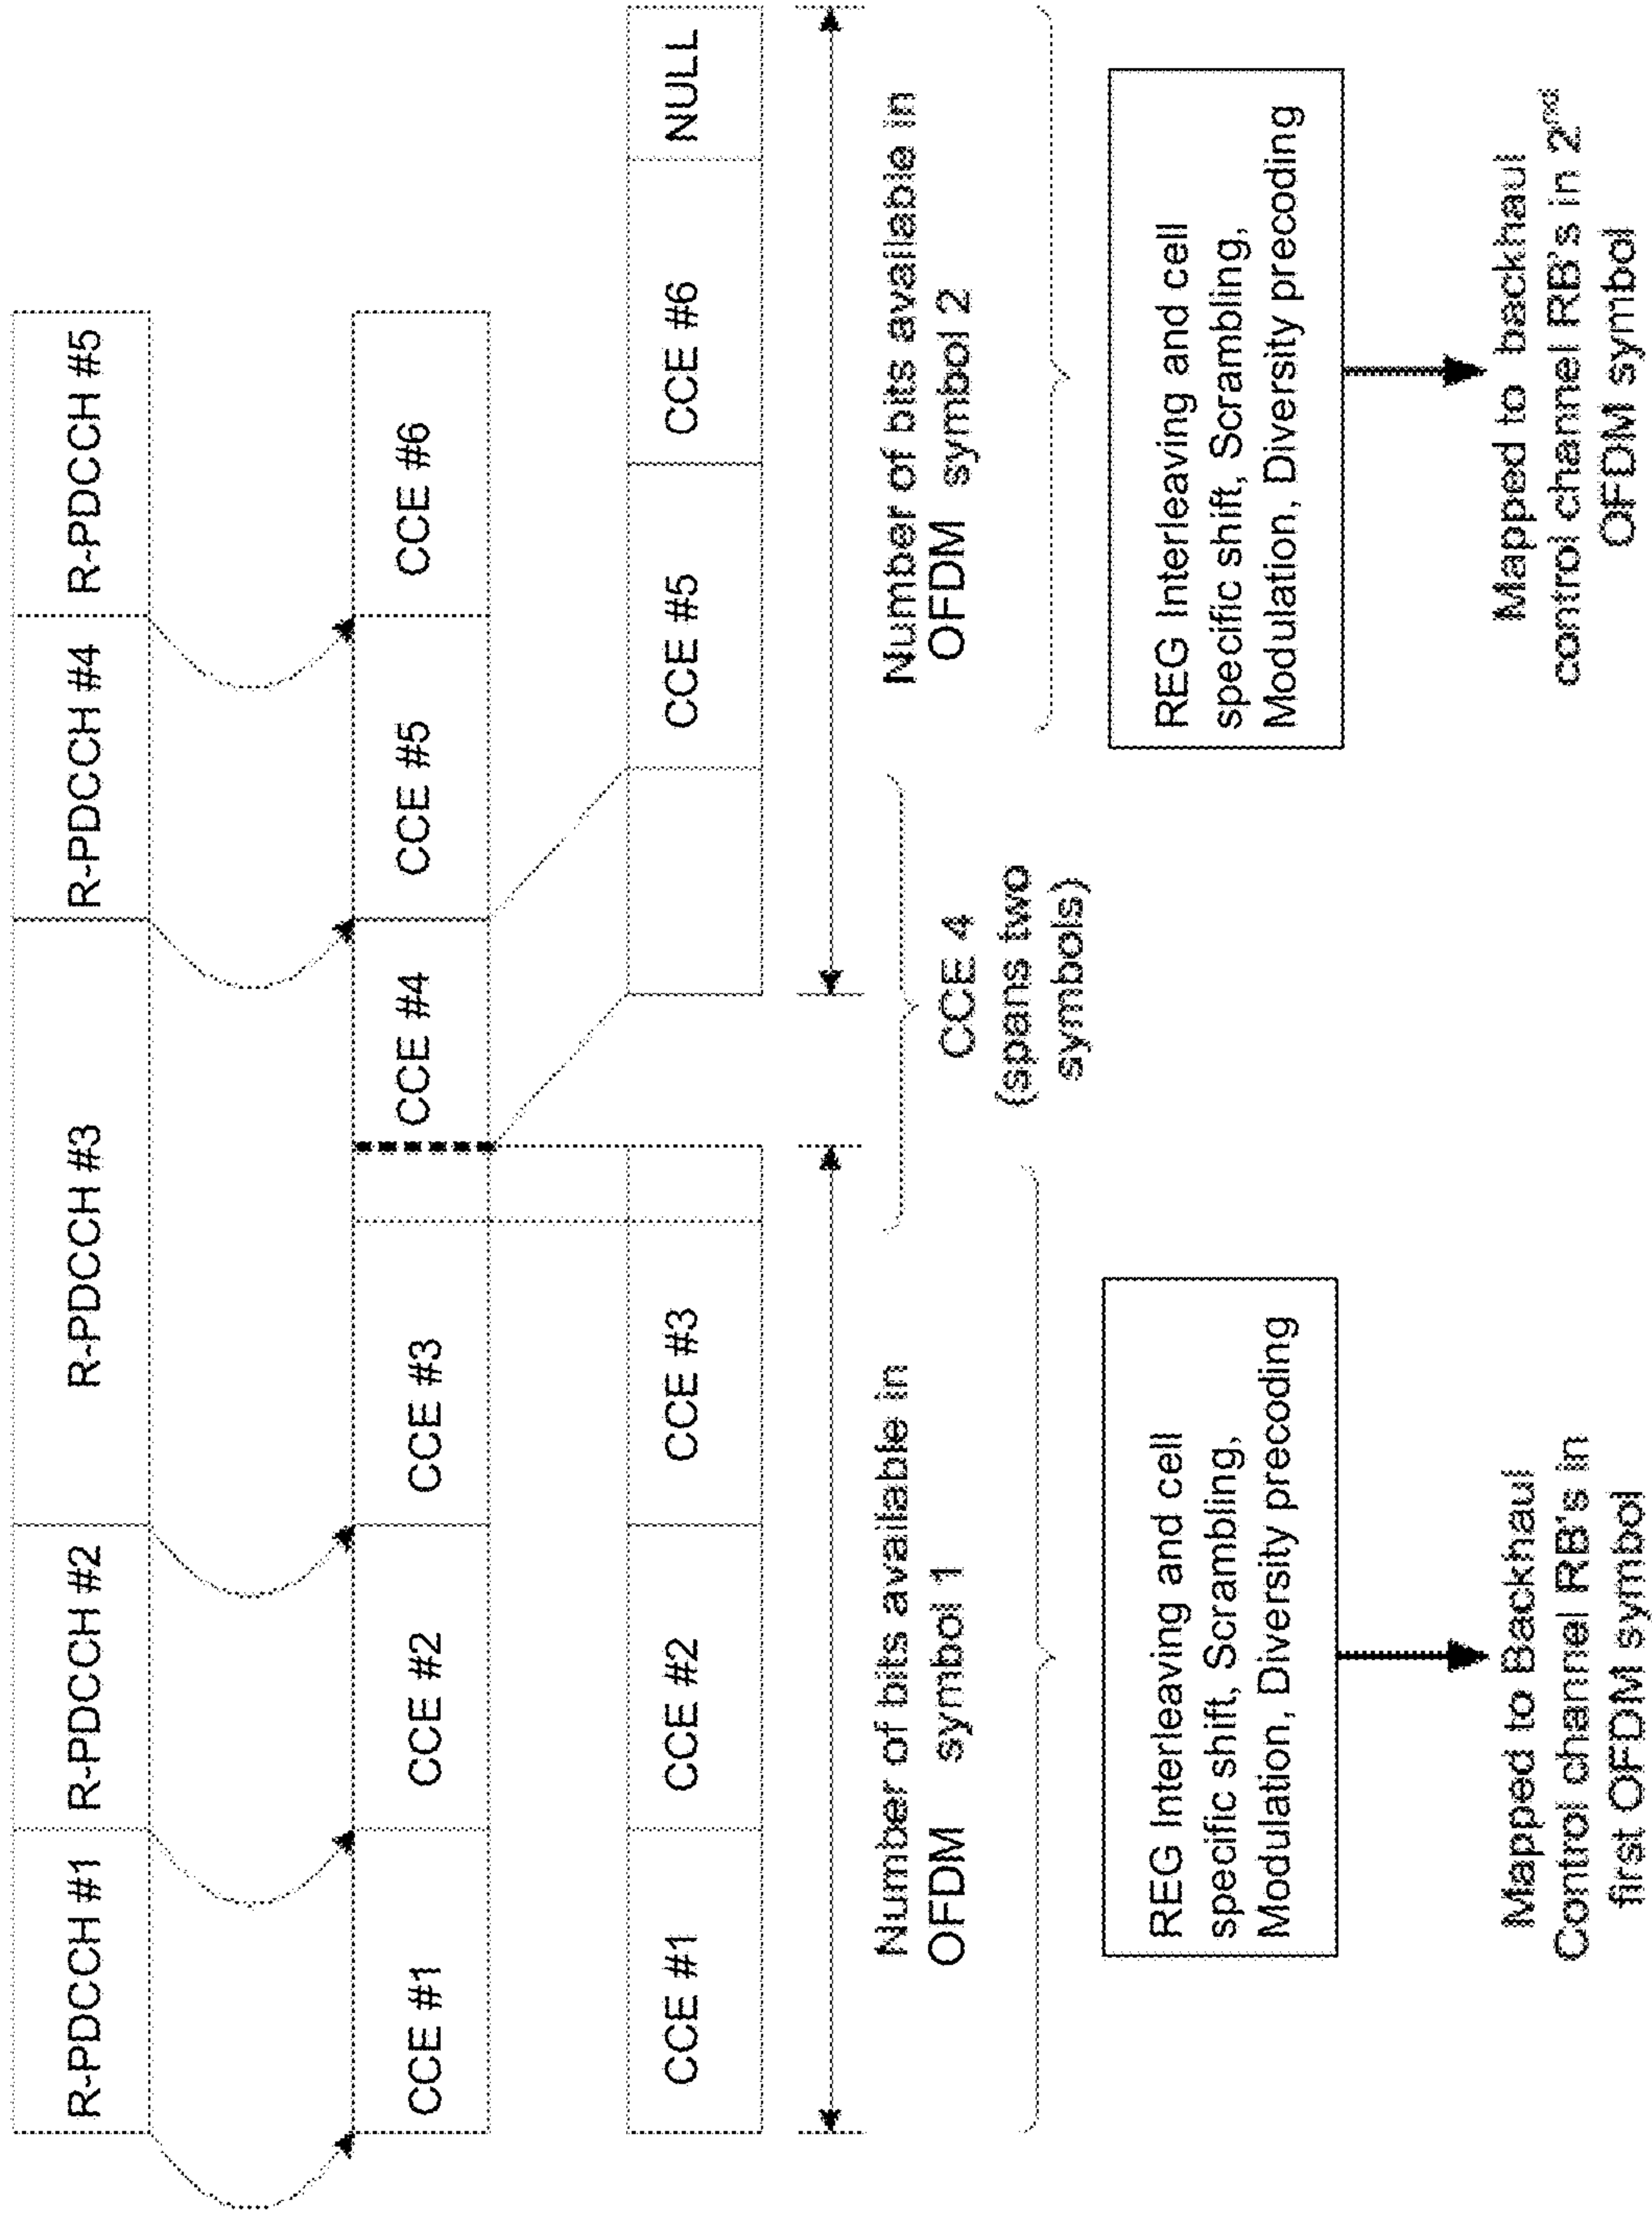 R-PDCCH #1
R-PDCCH #2
R-PDCCH #3
R-PDCCH #4
R-PDCCH #5
CCE #1
CCE #2
CCE #3
CCE #4
CCE #5
CCE #6
CCE #1
CCE #2
CCE #3
CCE #5
CCE #6
NULL
Number of bits available in
OFDM symbol 1
CCE 4
(spans two
symbols)
Number of bits available in
OFDM symbol 2
REG Interleaving and cell
specific shift, Scrambling,
Modulation, Diversity precoding
REG Interleaving and cell
specific shift, Scrambling,
Modulation, Diversity precoding
Mapped to Backhaul
Control channel RB's in
first OFDM symbol
Mapped to backhaul
control channel RB's in 2nd
OFDM symbol